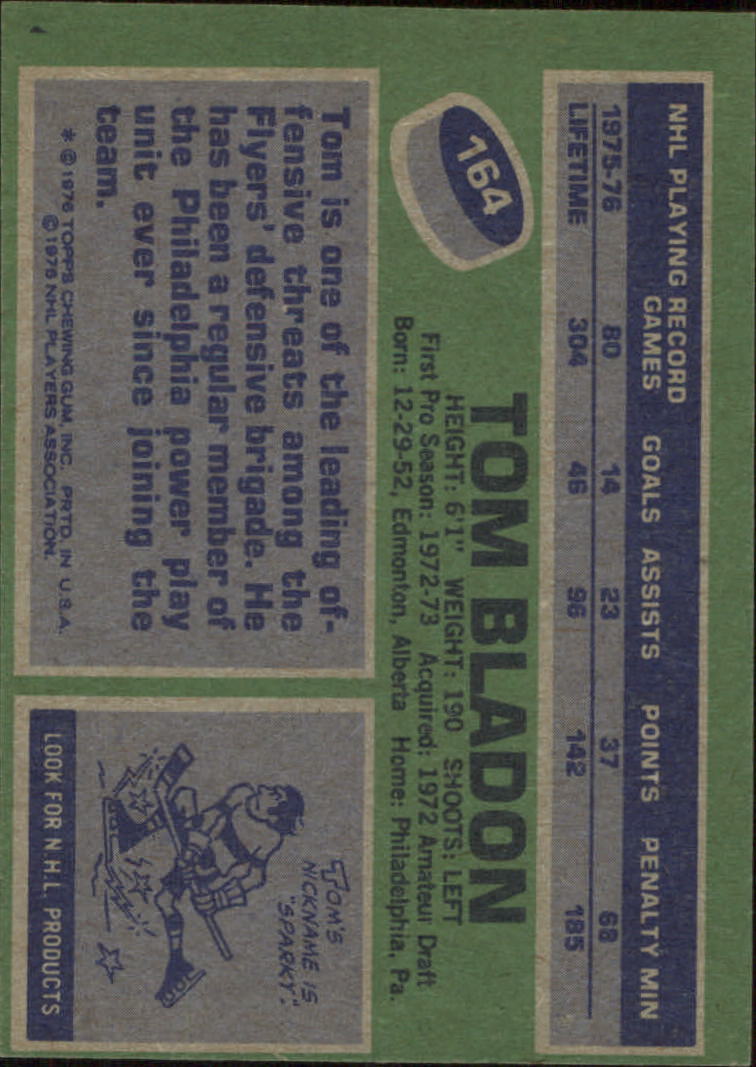 NHL PLAYING RECORD
GAMES GOALS ASSISTS POINTS PENALTY MIN
1975-76 80 14 23 37 68
LIFETIME 304 46 96 142 185
164
TOM BLADON
HEIGHT: 6'1" WEIGHT: 190 SHOOTS: LEFT
First Pro Season: 1972-73 Acquired: 1972 Amateur Draft
Born: 12-29-52, Edmonton, Alberta Home: Philadelphia, Pa.
Tom is one of the leading of-
fensive threats among the
Flyers' defensive brigade. He
has been a regular member of
the Philadelphia power play
unit ever since joining the
team.
* © 1976 TOPPS CHEWING GUM, INC. PRTD. IN U.S.A.
© 1976 NHL PLAYERS ASSOCIATION.
TOM'S
NICKNAME IS
"SPARKY".
LOOK FOR N.H.L. PRODUCTS